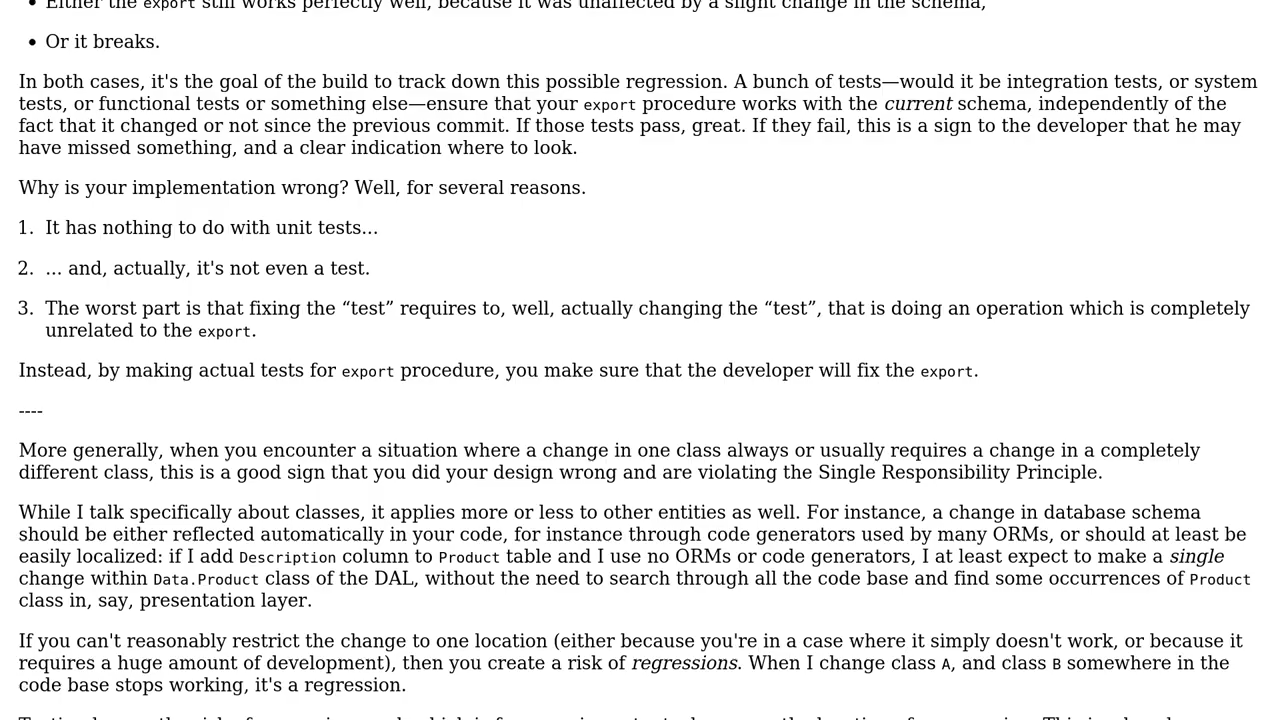 Either the export still works perfectly well, because it was unaffected by a slight change in the schema,
Or it breaks.
In both cases, it's the goal of the build to track down this possible regression. A bunch of tests—would it be integration tests, or system
tests, or functional tests or something else—ensure that your export procedure works with the current schema, independently of the
fact that it changed or not since the previous commit. If those tests pass, great. If they fail, this is a sign to the developer that he may
have missed something, and a clear indication where to look.
Why is your implementation wrong? Well, for several reasons.
1. It has nothing to do with unit tests...
2. ... and, actually, it's not even a test.
3. The worst part is that fixing the “test” requires to, well, actually changing the “test”, that is doing an operation which is completely
unrelated to the export.
Instead, by making actual tests for export procedure, you make sure that the developer will fix the export.
----
More generally, when you encounter a situation where a change in one class always or usually requires a change in a completely
different class, this is a good sign that you did your design wrong and are violating the Single Responsibility Principle.
While I talk specifically about classes, it applies more or less to other entities as well. For instance, a change in database schema
should be either reflected automatically in your code, for instance through code generators used by many ORMs, or should at least be
easily localized: if I add Description column to Product table and I use no ORMs or code generators, I at least expect to make a single
change within Data.Product class of the DAL, without the need to search through all the code base and find some occurrences of Product
class in, say, presentation layer.
If you can't reasonably restrict the change to one location (either because you're in a case where it simply doesn't work, or because it
requires a huge amount of development), then you create a risk of regressions. When I change class A, and class B somewhere in the
code base stops working, it's a regression.